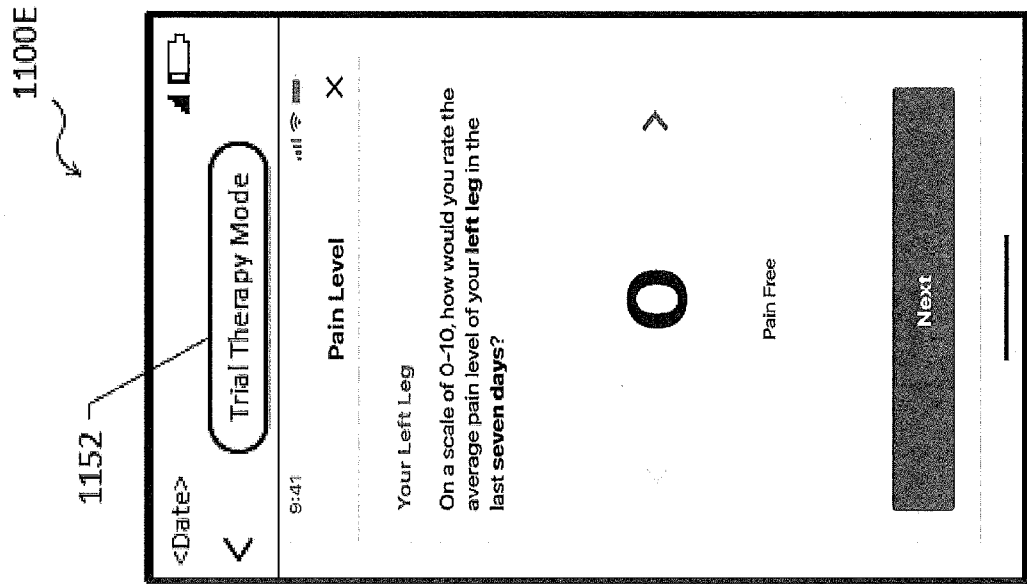 1100E
1152
<Date>
< Trial Therapy Mode
9:41
Pain Level X
Your Left Leg
On a scale of 0-10, how would you rate the
average pain level of your left leg in the
last seven days?
0
Pain Free
Next